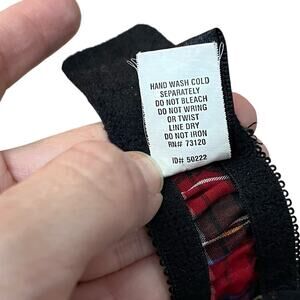 HAND WASH COLD
SEPARATELY
DO NOT BLEACH
DO NOT WRING
OR TWIST
LINE DRY
DO NOT IRON
RN# 73120
ID# 50222